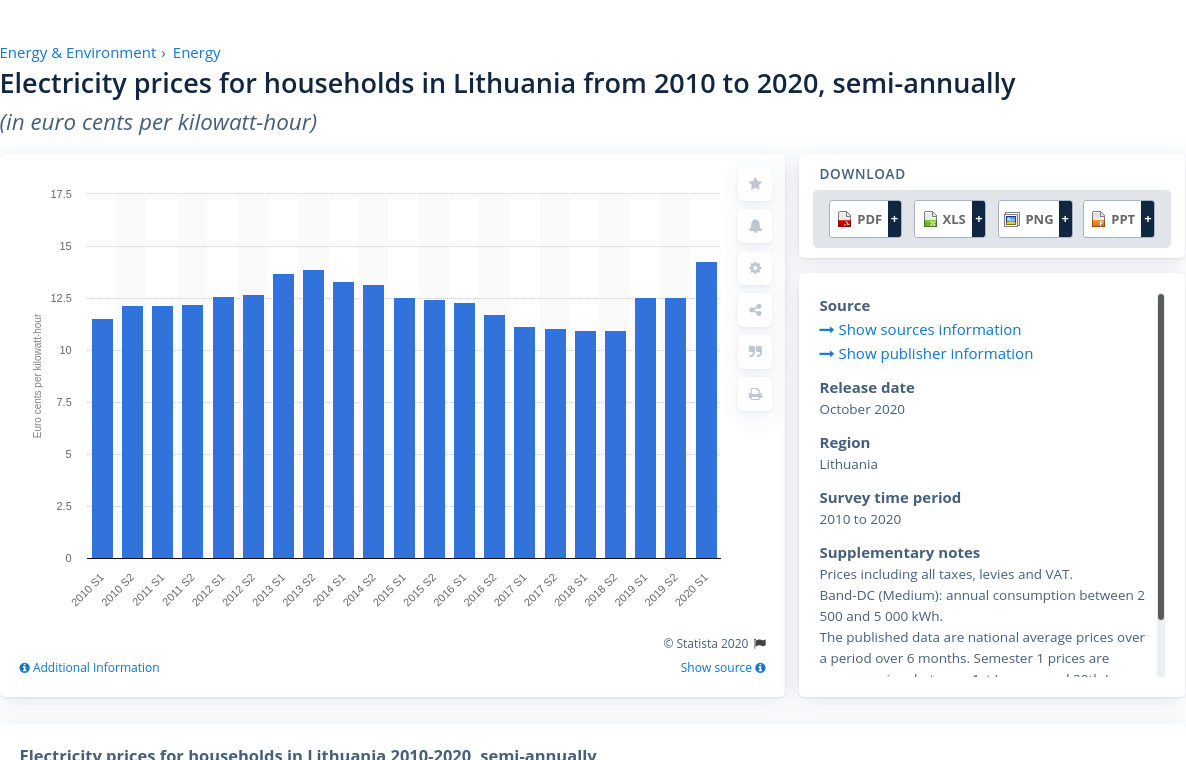 Energy & Environment › Energy
Electricity prices for households in Lithuania from 2010 to 2020, semi-annually
(in euro cents per kilowatt-hour)
17.5
15
12.5
10
7.5
5
2.5
0
Euro cents per kilowatt-hour
2010 S1
2010 S2
2011 S1
2011 S2
2012 S1
2012 S2
2013 S1
2013 S2
2014 S1
2014 S2
2015 S1
2015 S2
2016 S1
2016 S2
2017 S1
2017 S2
2018 S1
2018 S2
2019 S1
2019 S2
2020 S1
© Statista 2020
Additional Information
Show source
DOWNLOAD
PDF + XLS + PNG + PPT +
Source
Show sources information
Show publisher information
Release date
October 2020
Region
Lithuania
Survey time period
2010 to 2020
Supplementary notes
Prices including all taxes, levies and VAT.
Band-DC (Medium): annual consumption between 2
500 and 5 000 kWh.
The published data are national average prices over
a period over 6 months. Semester 1 prices are
Electricity prices for households in Lithuania 2010-2020, semi-annually